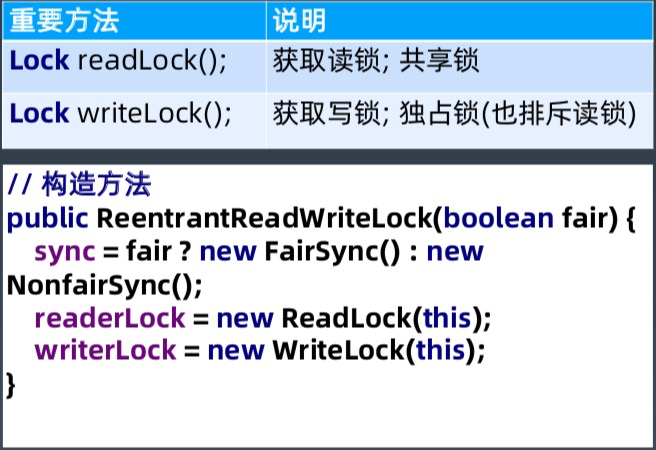 重要方法 说明
Lock readLock(); 获取读锁; 共享锁
Lock writeLock(); 获取写锁; 独占锁(也排斥读锁)
// 构造方法
public ReentrantReadWriteLock(boolean fair) {
sync = fair ? new FairSync() : new
NonfairSync();
readerLock = new ReadLock(this);
writerLock = new WriteLock(this);
}